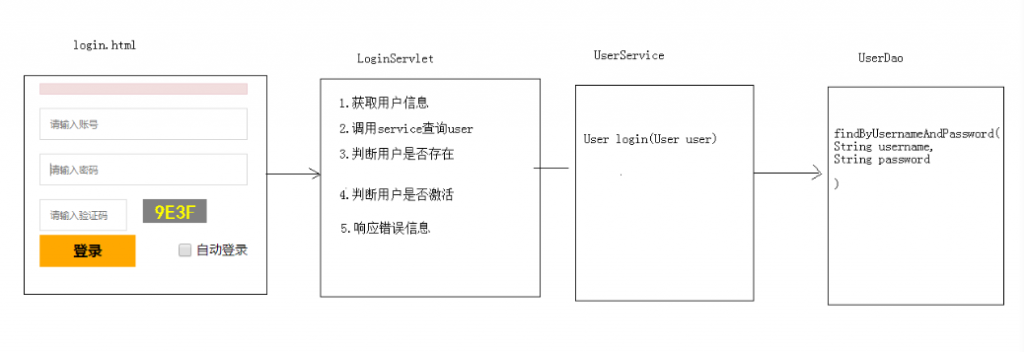 login.html
请输入账号
请输入密码
请输入验证码
9E3F
登录
自动登录
LoginServlet
1.获取用户信息
2.调用service查询user
3.判断用户是否存在
4.判断用户是否激活
5.响应错误信息
UserService
User login(User user)
UserDao
findByUsernameAndPassword(
String username,
String password
)